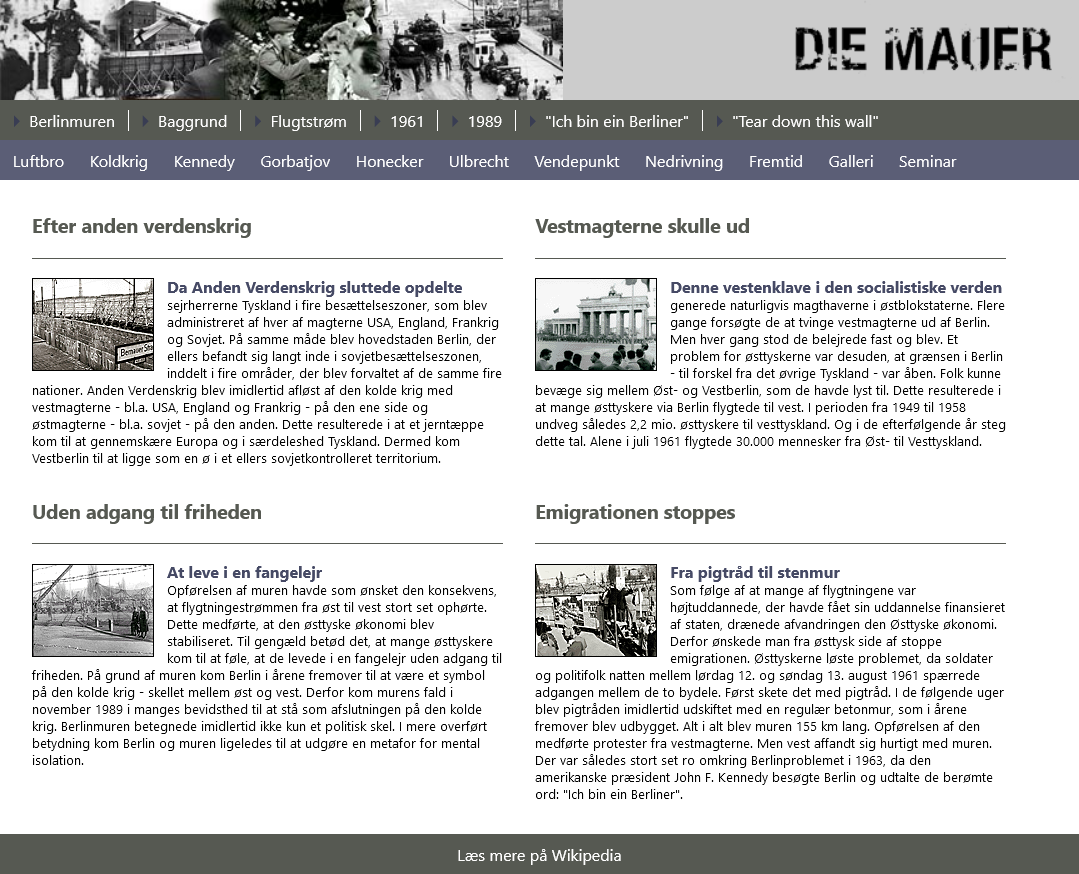 DIE MAUER
Berlinmuren
Baggrund
Flugtstrøm
1961
1989
"Ich bin ein Berliner"
"Tear down this wall"
Luftbro
Koldkrig
Kennedy
Gorbatjov
Honecker
Ulbrecht
Vendepunkt
Nedrivning
Fremtid
Galleri
Seminar
Efter anden verdenskrig
Da Anden Verdenskrig sluttede opdelte
sejrherrerne Tyskland i fire besættelseszoner, som blev
administreret af hver af magterne USA, England, Frankrig
og Sovjet. På samme måde blev hovedstaden Berlin, der
ellers befandt sig langt inde i sovjetbesættelseszonen,
inddelt i fire områder, der blev forvaltet af de samme fire
nationer. Anden Verdenskrig blev imidlertid afløst af den kolde krig med
vestmagterne - bl.a. USA, England og Frankrig - på den ene side og
østmagterne - bl.a. sovjet - på den anden. Dette resulterede i at et jerntæppe
kom til at gennemskære Europa og i særdeleshed Tyskland. Dermed kom
Vestberlin til at ligge som en ø i et ellers sovjetkontrolleret territorium.
Vestmagterne skulle ud
Denne vestenklave i den socialistiske verden
generede naturligvis magthaverne i østblokstaterne. Flere
gange forsøgte de at tvinge vestmagterne ud af Berlin.
Men hver gang stod de belejrede fast og blev. Et
problem for østtyskerne var desuden, at grænsen i Berlin
- til forskel fra det øvrige Tyskland - var åben. Folk kunne
bevæge sig mellem Øst- og Vestberlin, som de havde lyst til. Dette resulterede i
at mange østtyskere via Berlin flygtede til vest. I perioden fra 1949 til 1958
undveg således 2,2 mio. østtyskere til vesttyskland. Og i de efterfølgende år steg
dette tal. Alene i juli 1961 flygtede 30.000 mennesker fra Øst- til Vesttyskland.
Uden adgang til friheden
At leve i en fangelejr
Opførelsen af muren havde som ønsket den konsekvens,
at flygtningestrømmen fra øst til vest stort set ophørte.
Dette medførte, at den østtyske økonomi blev
stabiliseret. Til gengæld betød det, at mange østtyskere
kom til at føle, at de levede i en fangelejr uden adgang til
friheden. På grund af muren kom Berlin i årene fremover til at være et symbol
på den kolde krig - skellet mellem øst og vest. Derfor kom murens fald i
november 1989 i manges bevidsthed til at stå som afslutningen på den kolde
krig. Berlinmuren betegnede imidlertid ikke kun et politisk skel. I mere overført
betydning kom Berlin og muren ligeledes til at udgøre en metafor for mental
isolation.
Emigrationen stoppes
Fra pigtråd til stenmur
Som følge af at mange af flygtningene var
højtuddannede, der havde fået sin uddannelse finansieret
af staten, drænede afvandringen den Østtyske økonomi.
Derfor ønskede man fra østtysk side af stoppe
emigrationen. Østtyskerne løste problemet, da soldater
og politifolk natten mellem lørdag 12. og søndag 13. august 1961 spærrede
adgangen mellem de to bydele. Først skete det med pigtråd. I de følgende uger
blev pigtråden imidlertid udskiftet med en regulær betonmur, som i årene
fremover blev udbygget. Alt i alt blev muren 155 km lang. Opførelsen af den
medførte protester fra vestmagterne. Men vest affandt sig hurtigt med muren.
Der var således stort set ro omkring Berlinproblemet i 1963, da den
amerikanske præsident John F. Kennedy besøgte Berlin og udtalte de berømte
ord: "Ich bin ein Berliner".
Læs mere på Wikipedia